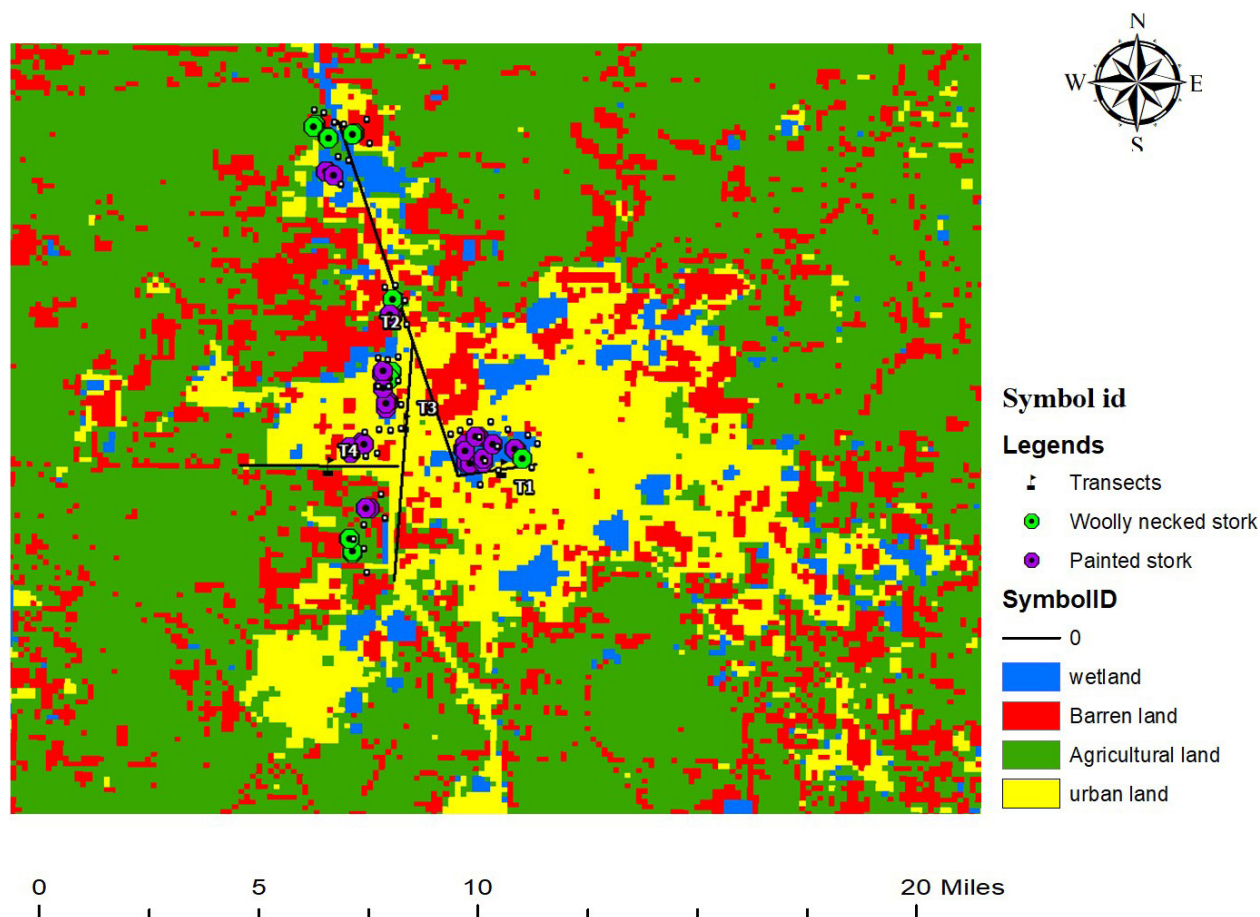 N
W E
S
T2
T3
T4
T1
Symbol id
Legends
Transects
Woolly necked stork
Painted stork
SymbolID
0
wetland
Barren land
Agricultural land
urban land
0 5 10 20 Miles